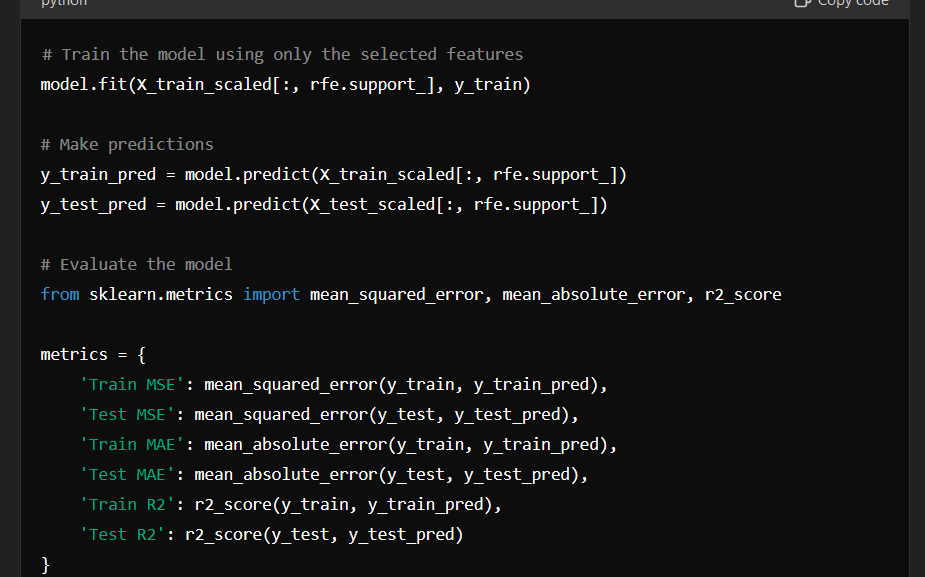 python
Copy code
# Train the model using only the selected features
model.fit(X_train_scaled[:, rfe.support_], y_train)
# Make predictions
y_train_pred = model.predict(X_train_scaled[:, rfe.support_])
y_test_pred = model.predict(X_test_scaled[:, rfe.support_])
# Evaluate the model
from sklearn.metrics import mean_squared_error, mean_absolute_error, r2_score
metrics = {
    'Train MSE': mean_squared_error(y_train, y_train_pred),
    'Test MSE': mean_squared_error(y_test, y_test_pred),
    'Train MAE': mean_absolute_error(y_train, y_train_pred),
    'Test MAE': mean_absolute_error(y_test, y_test_pred),
    'Train R2': r2_score(y_train, y_train_pred),
    'Test R2': r2_score(y_test, y_test_pred)
}